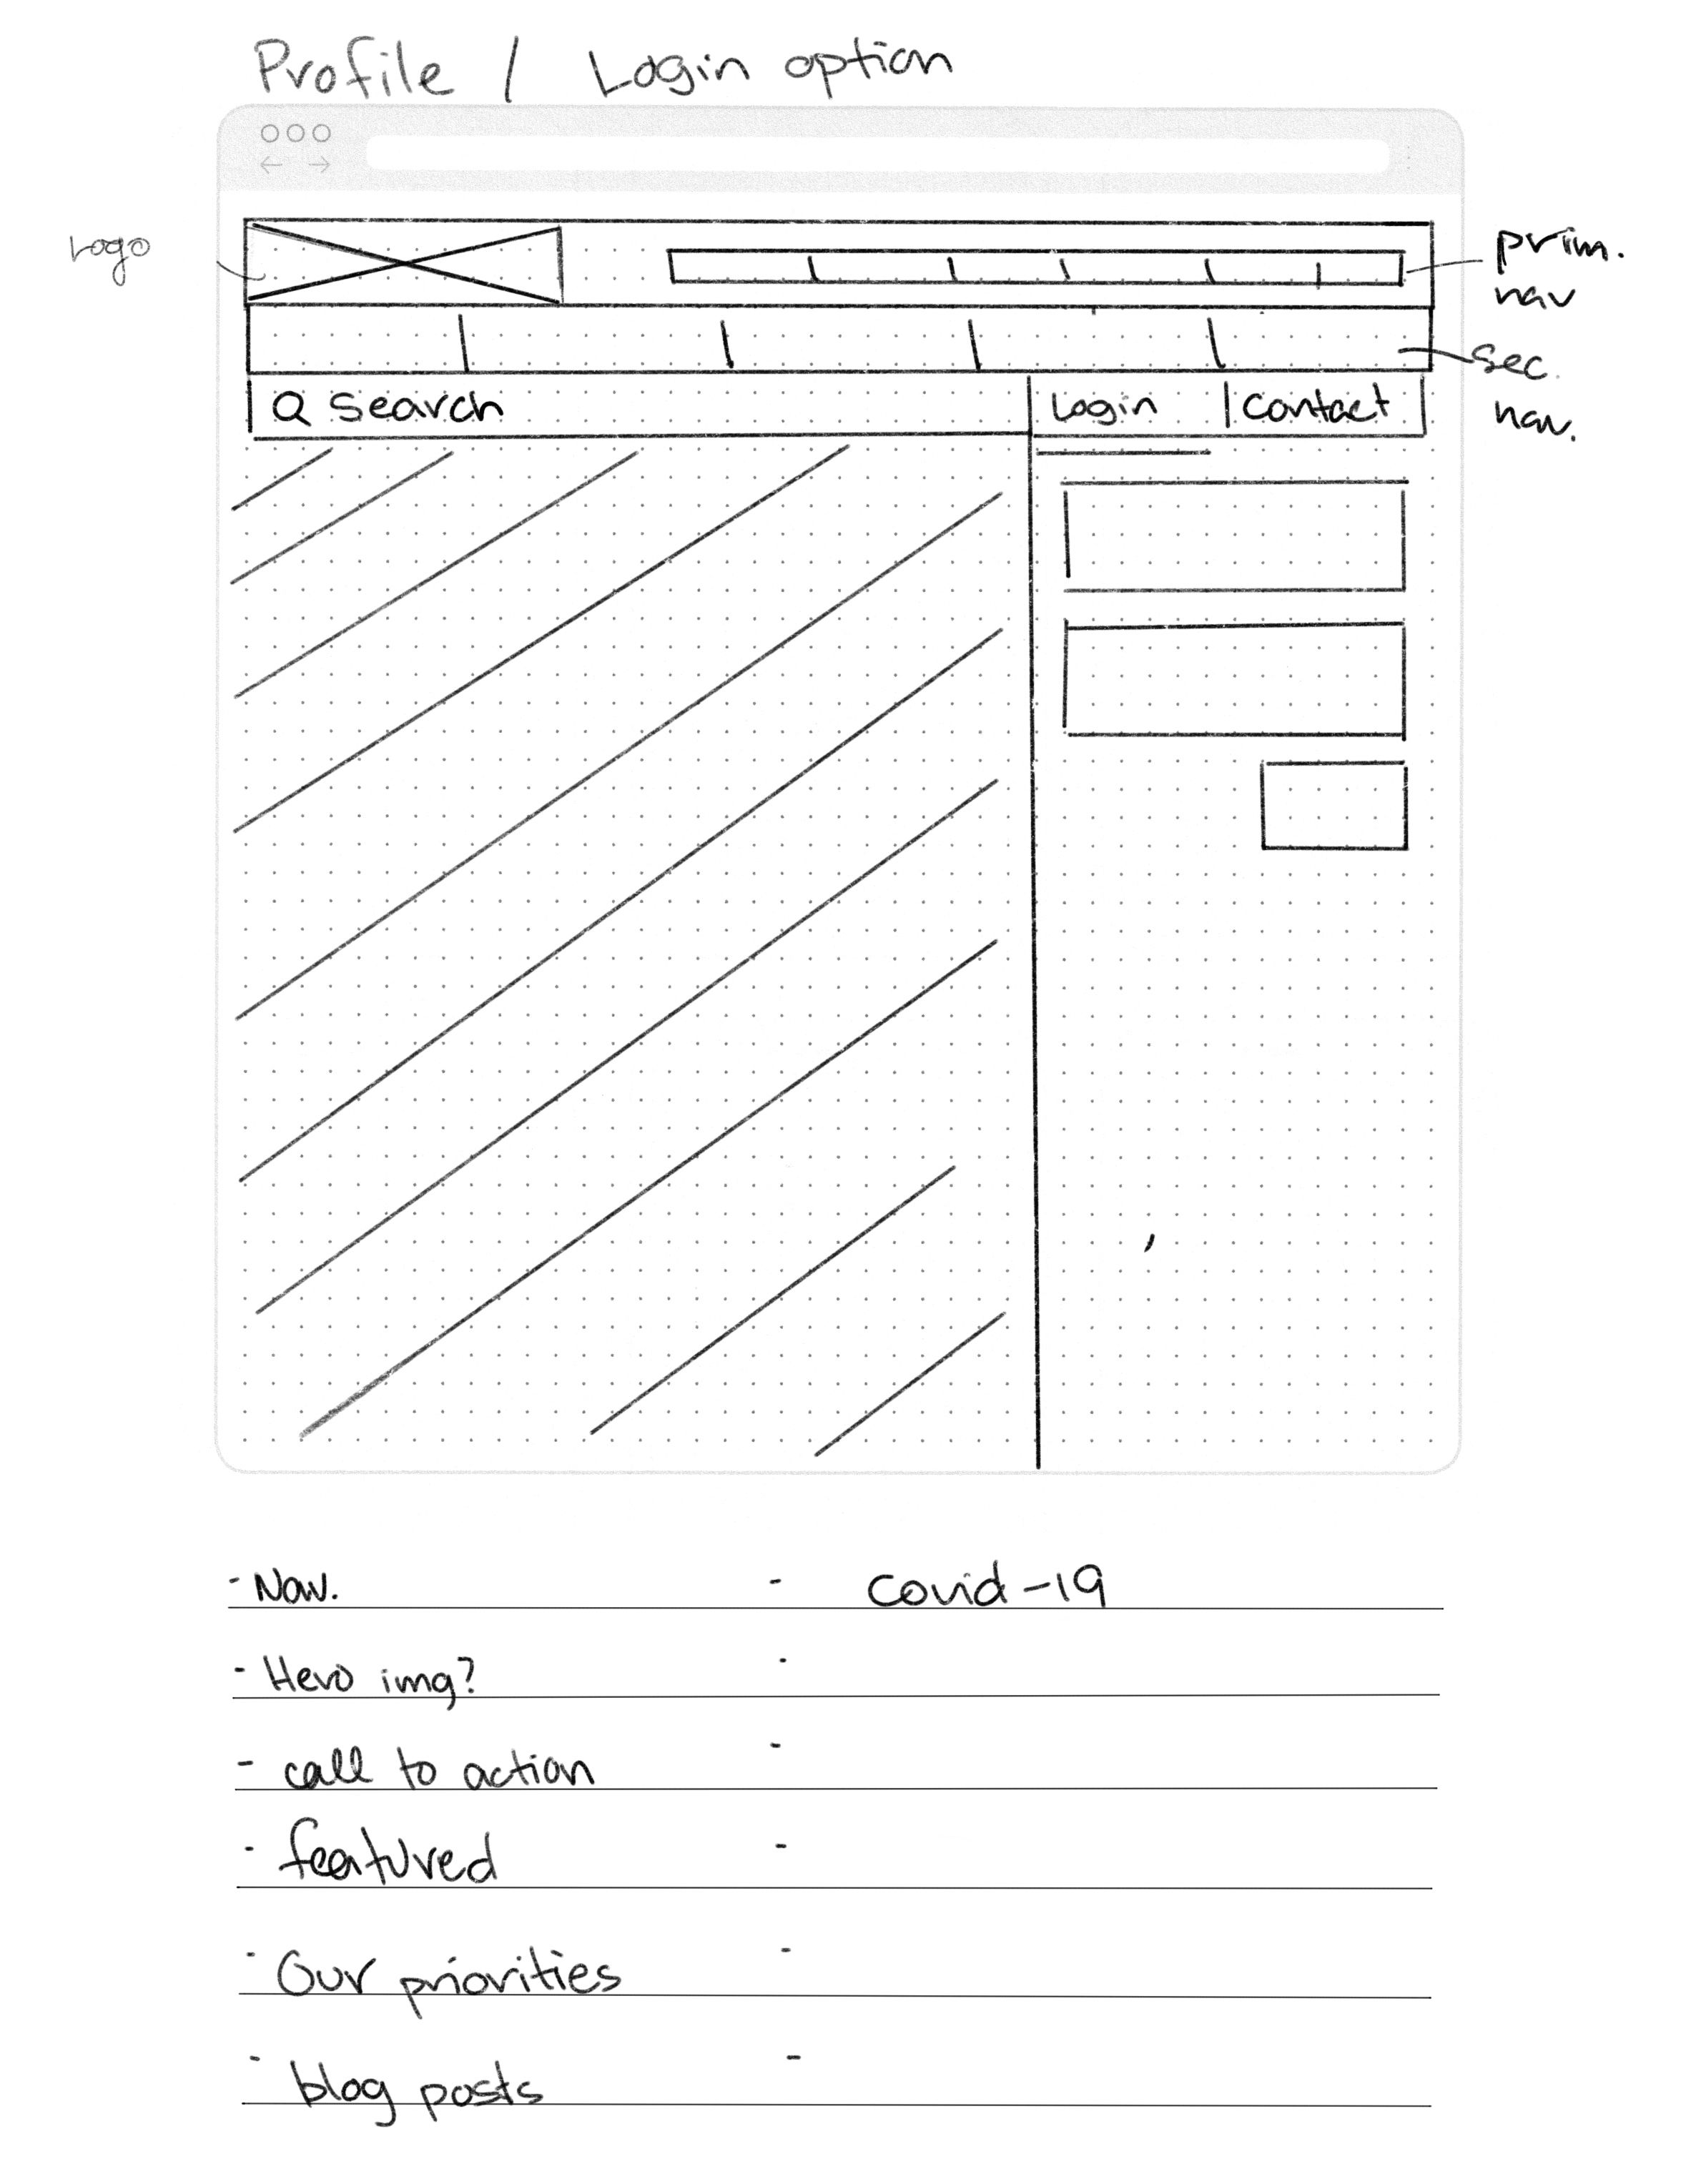 Profile / Login option
Logo
prim.
nav
sec.
nav.
Search
Login
Contact
- Nav.
- Covid-19
- Hero img?
-
- call to action
-
- featured
-
- Our priorities
-
- blog posts
-